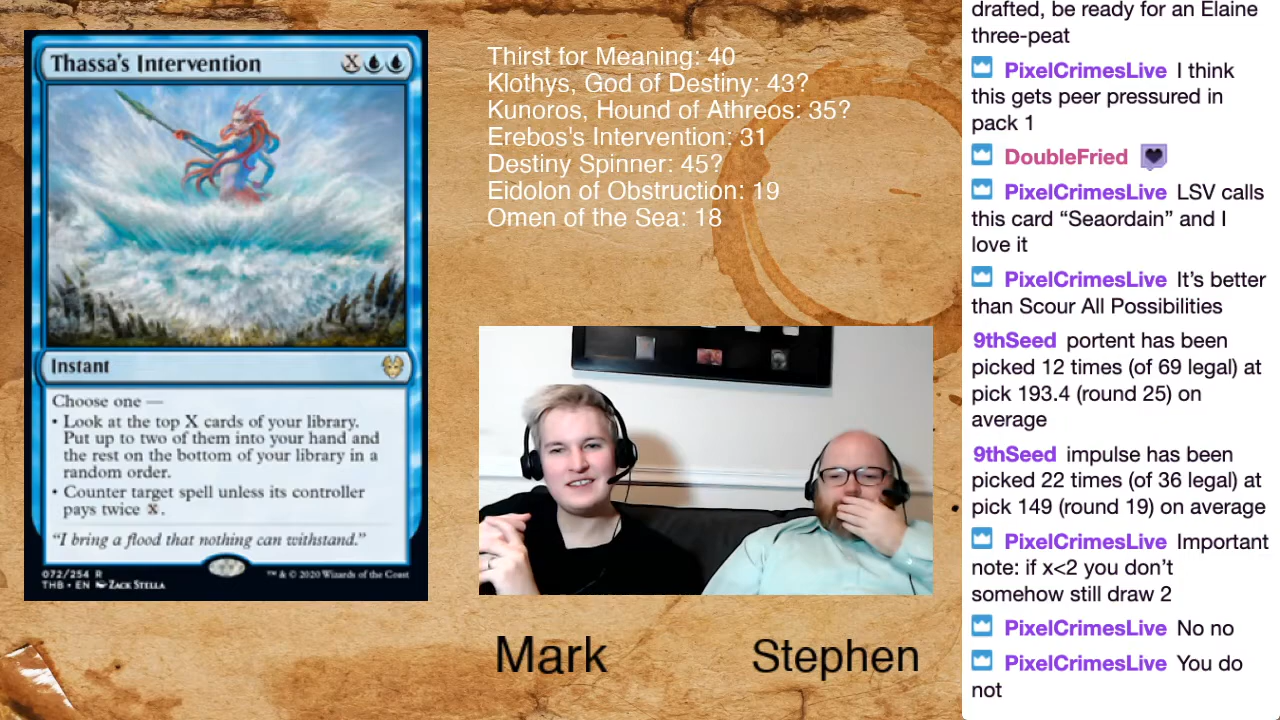 Thassa's Intervention X
Instant
Choose one —
• Look at the top X cards of your library.
Put up to two of them into your hand and
the rest on the bottom of your library in a
random order.
• Counter target spell unless its controller
pays twice X.
“I bring a flood that nothing can withstand.”
072/254 R
THB • EN ZACK STELLA
™ & © 2020 Wizards of the Coast
Thirst for Meaning: 40
Klothys, God of Destiny: 43?
Kunoros, Hound of Athreos: 35?
Erebos's Intervention: 31
Destiny Spinner: 45?
Eidolon of Obstruction: 19
Omen of the Sea: 18
Mark
Stephen
drafted, be ready for an Elaine
three-peat
PixelCrimesLive I think
this gets peer pressured in
pack 1
DoubleFried
PixelCrimesLive LSV calls
this card “Seaordain” and I
love it
PixelCrimesLive It’s better
than Scour All Possibilities
9thSeed portent has been
picked 12 times (of 69 legal) at
pick 193.4 (round 25) on
average
9thSeed impulse has been
picked 22 times (of 36 legal) at
pick 149 (round 19) on average
PixelCrimesLive Important
note: if x<2 you don’t
somehow still draw 2
PixelCrimesLive No no
PixelCrimesLive You do
not